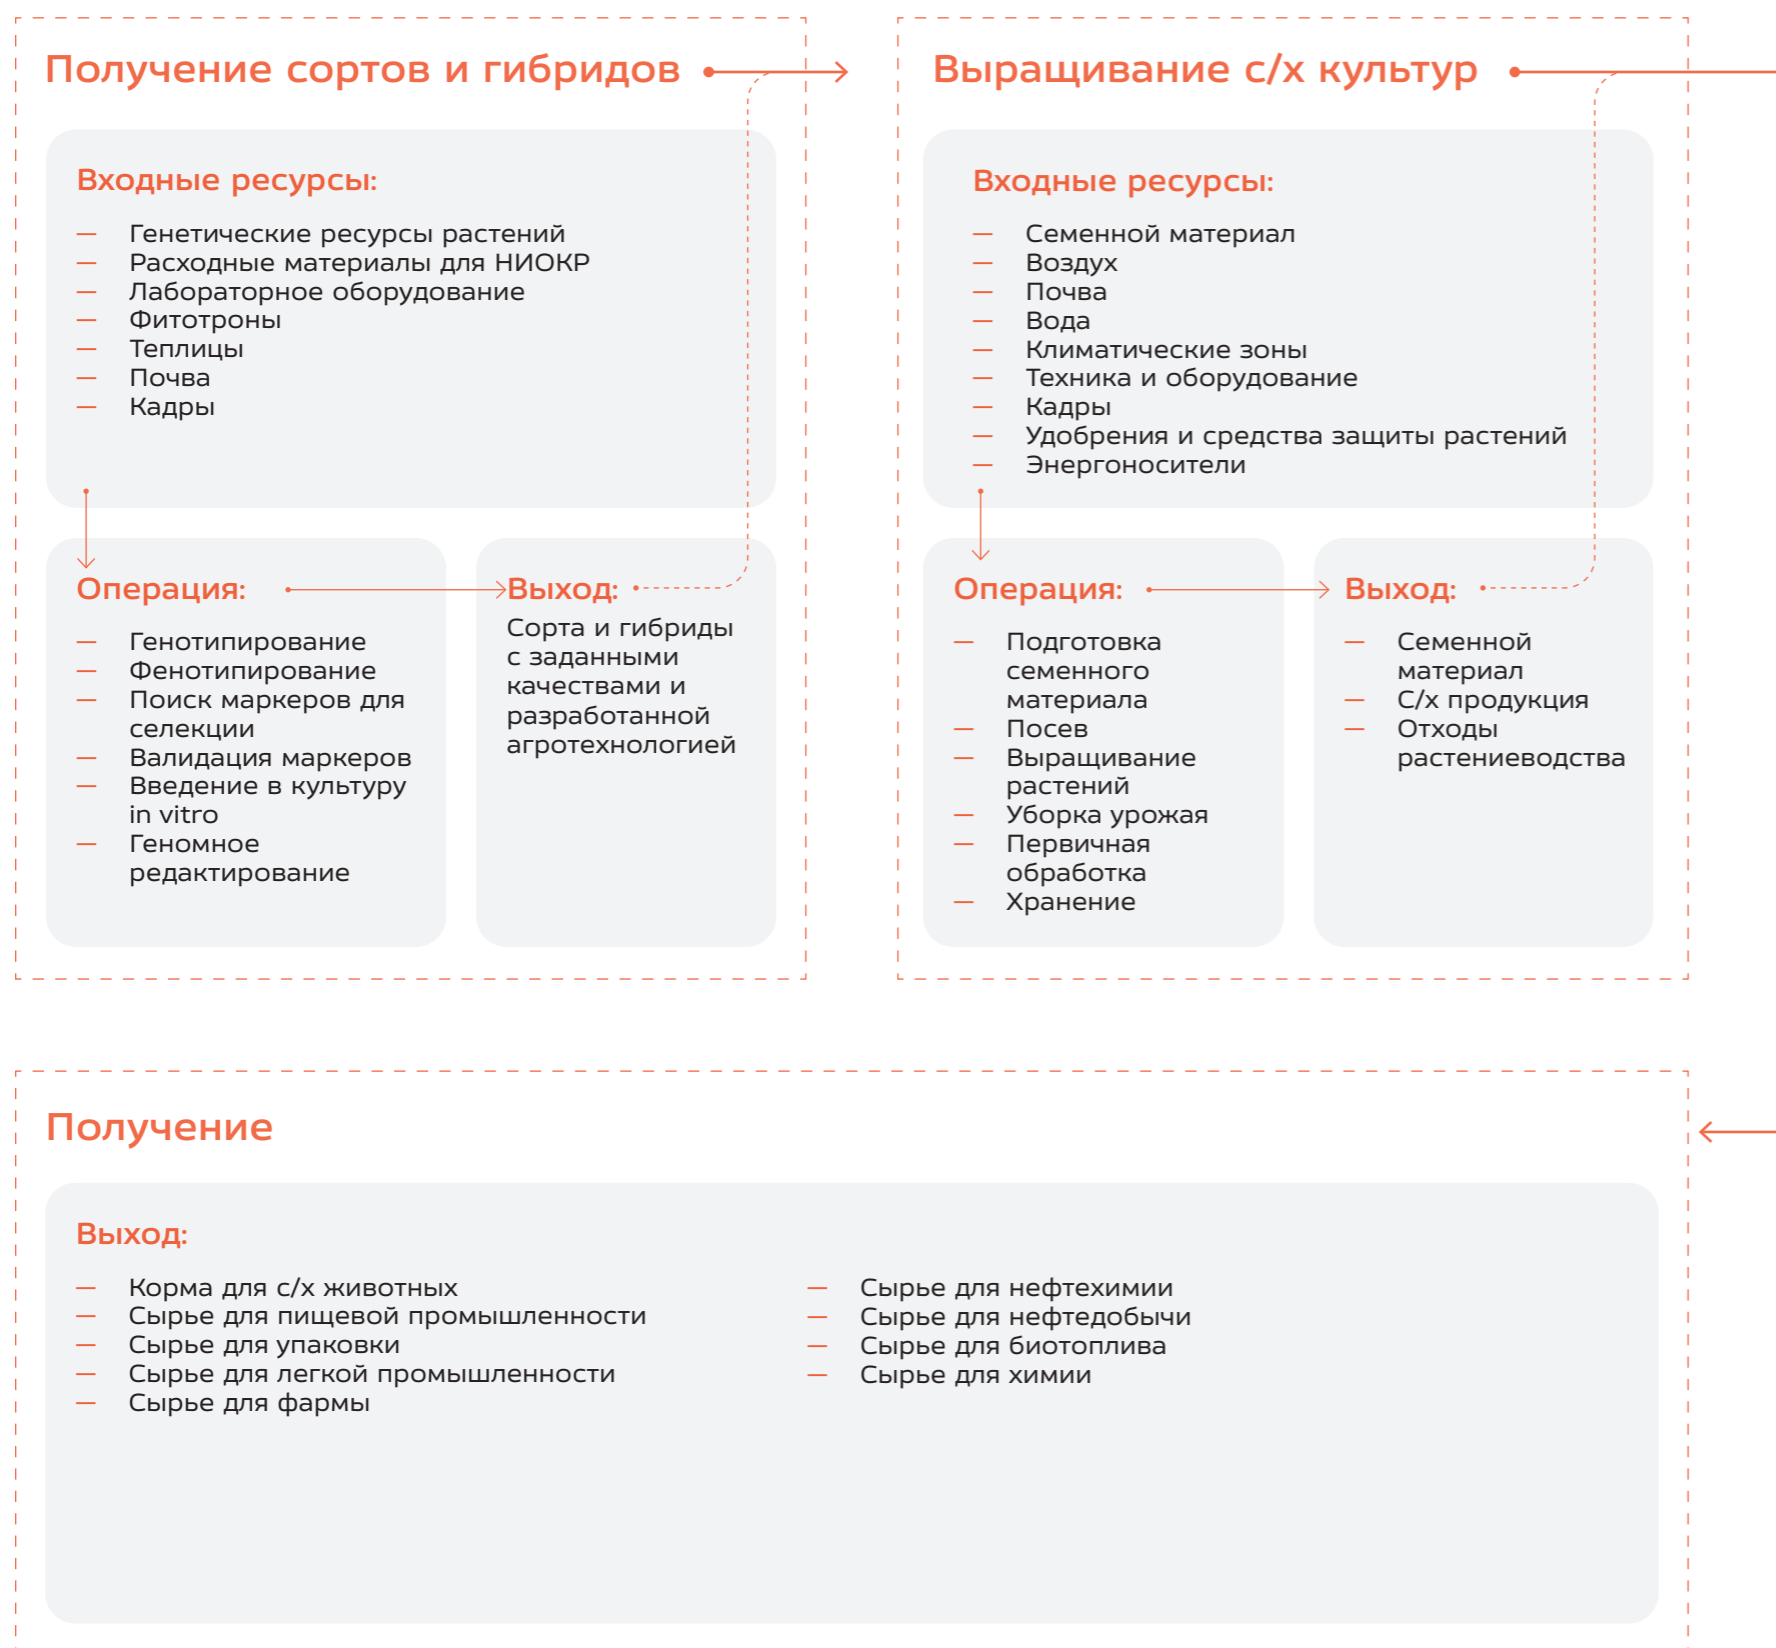 Получение сортов и гибридов
Входные ресурсы:
— Генетические ресурсы растений
— Расходные материалы для НИОКР
— Лабораторное оборудование
— Фитотроны
— Теплицы
— Почва
— Кадры
Операция:
— Генотипирование
— Фенотипирование
— Поиск маркеров для
селекции
— Валидация маркеров
— Введение в культуру
in vitro
— Геномное
редактирование
Выход:
Сорта и гибриды
с заданными
качествами и
разработанной
агротехнологией
Выращивание с/х культур
Входные ресурсы:
— Семенной материал
— Воздух
— Почва
— Вода
— Климатические зоны
— Техника и оборудование
— Кадры
— Удобрения и средства защиты растений
— Энергоносители
Операция:
— Подготовка
семенного
материала
— Посев
— Выращивание
растений
— Уборка урожая
— Первичная
обработка
— Хранение
Выход:
— Семенной
материал
— С/х продукция
— Отходы
растениеводства
Получение
Выход:
— Корма для с/х животных
— Сырье для пищевой промышленности
— Сырье для упаковки
— Сырье для легкой промышленности
— Сырье для фармы
— Сырье для нефтехимии
— Сырье для нефтедобычи
— Сырье для биотоплива
— Сырье для химии